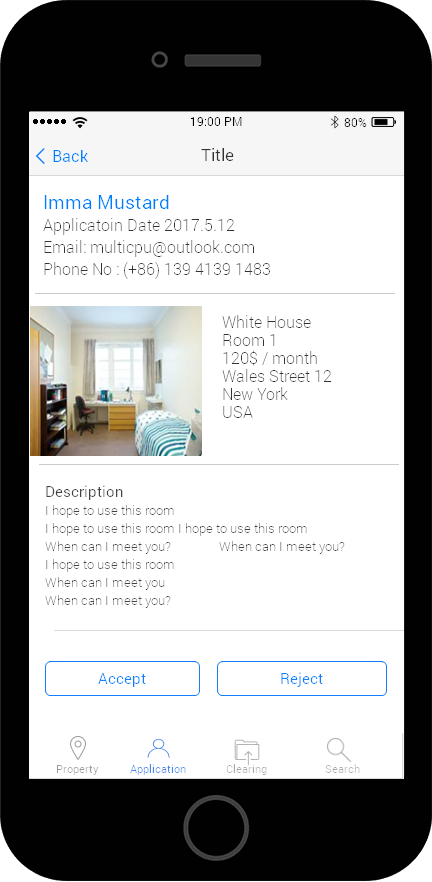 19:00 PM 80%
Back Title
Imma Mustard
Applicatoin Date 2017.5.12
Email: multicpu@outlook.com
Phone No : (+86) 139 4139 1483
White House
Room 1
120$ / month
Wales Street 12
New York
USA
Description
I hope to use this room
I hope to use this room I hope to use this room
When can I meet you? When can I meet you?
I hope to use this room
When can I meet you
When can I meet you?
Accept Reject
Property Application Clearing Search